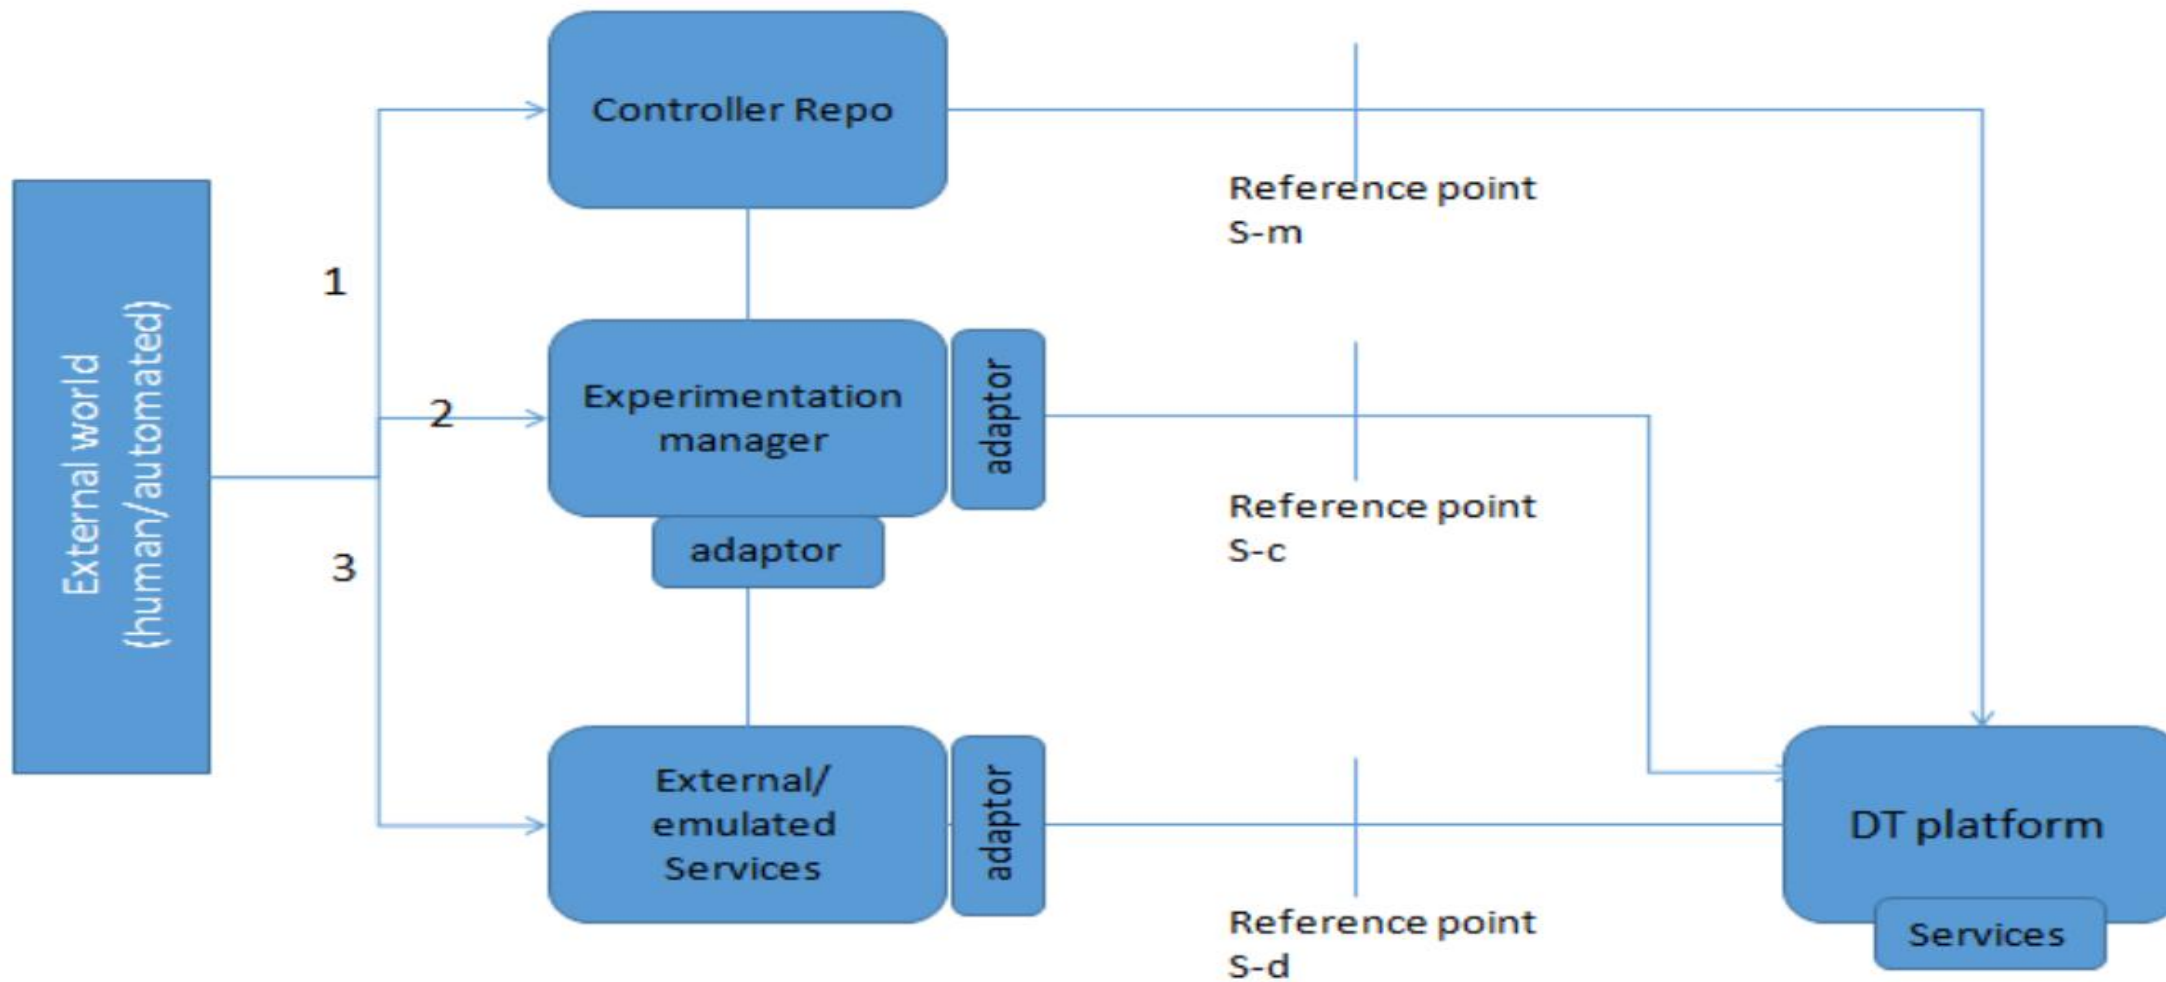 Controller Repo
Reference point
S-m
1
External world
(human/automated)
2
Experimentation
manager
adaptor
adaptor
Reference point
S-c
3
External/
emulated
Services
adaptor
DT platform
Services
Reference point
S-d